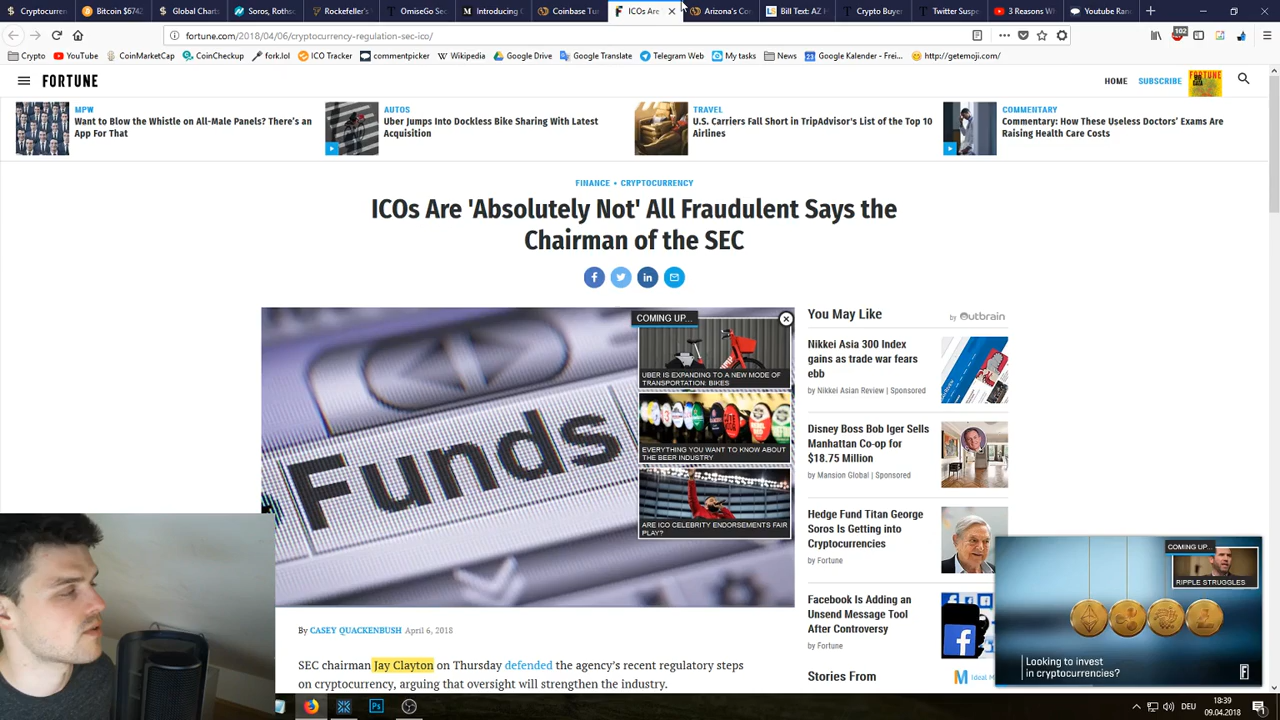 Cryptocurren
Bitcoin $6742
Global Charts
Soros, Rothsc
Rockefeller's
OmiseGo Sec
Introducing (
Coinbase Tur
ICOs Are
Arizona's Cor
Bill Text: AZ H
Crypto Buyer
Twitter Suspe
3 Reasons W
Youtube Rank
fortune.com/2018/04/06/cryptocurrency-regulation-sec-ico/
102
Crypto
YouTube
CoinMarketCap
CoinCheckup
fork.lol
ICO Tracker
commentpicker
Wikipedia
Google Drive
Google Translate
Telegram Web
My tasks
News
Google Kalender - Frei...
http://getemoji.com/
FORTUNE
HOME
SUBSCRIBE
MPW
Want to Blow the Whistle on All-Male Panels? There's an
App For That
AUTOS
Uber Jumps Into Dockless Bike Sharing With Latest
Acquisition
TRAVEL
U.S. Carriers Fall Short in TripAdvisor's List of the Top 10
Airlines
COMMENTARY
Commentary: How These Useless Doctors' Exams Are
Raising Health Care Costs
FINANCE • CRYPTOCURRENCY
ICOs Are 'Absolutely Not' All Fraudulent Says the
Chairman of the SEC
Funds
COMING UP...
UBER IS EXPANDING TO A NEW MODE OF
TRANSPORTATION: BIKES
EVERYTHING YOU WANT TO KNOW ABOUT
THE BEER INDUSTRY
ARE ICO CELEBRITY ENDORSEMENTS FAIR
PLAY?
You May Like
by Outbrain
Nikkei Asia 300 Index
gains as trade war fears
ebb
by Nikkei Asian Review | Sponsored
Disney Boss Bob Iger Sells
Manhattan Co-op for
$18.75 Million
by Mansion Global | Sponsored
Hedge Fund Titan George
Soros Is Getting into
Cryptocurrencies
by Fortune
Facebook Is Adding an
Unsend Message Tool
After Controversy
by Fortune
Stories From
Ideal M
COMING UP...
RIPPLE STRUGGLES
Looking to invest
in cryptocurrencies?
By CASEY QUACKENBUSH April 6, 2018
SEC chairman Jay Clayton on Thursday defended the agency's recent regulatory steps
on cryptocurrency, arguing that oversight will strengthen the industry.
DEU
18:39
09.04.2018